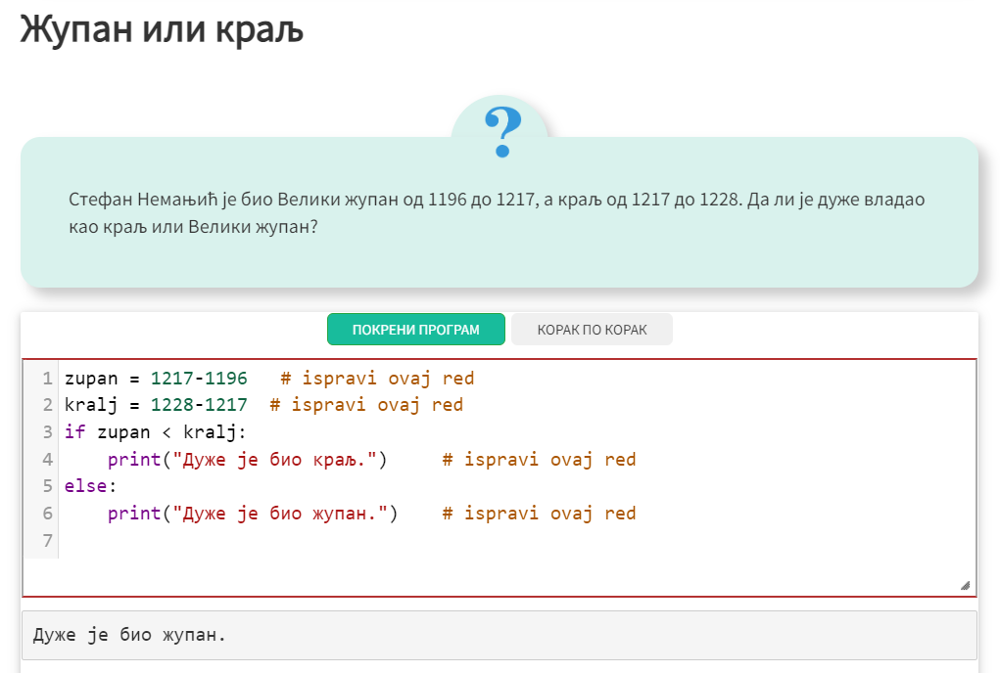 Жупан или краљ
?
Стефан Немањић је био Велики жупан од 1196 до 1217, а краљ од 1217 до 1228. Да ли је дуже владао
као краљ или Велики жупан?
ПОКРЕНИ ПРОГРАМ КОРАК ПО КОРАК
1 zupan = 1217-1196   # ispravi ovaj red
2 kralj = 1228-1217  # ispravi ovaj red
3 if zupan < kralj:
4     print("Дуже је био краљ.")     # ispravi ovaj red
5 else:
6     print("Дуже је био жупан.")    # ispravi ovaj red
7
Дуже је био жупан.